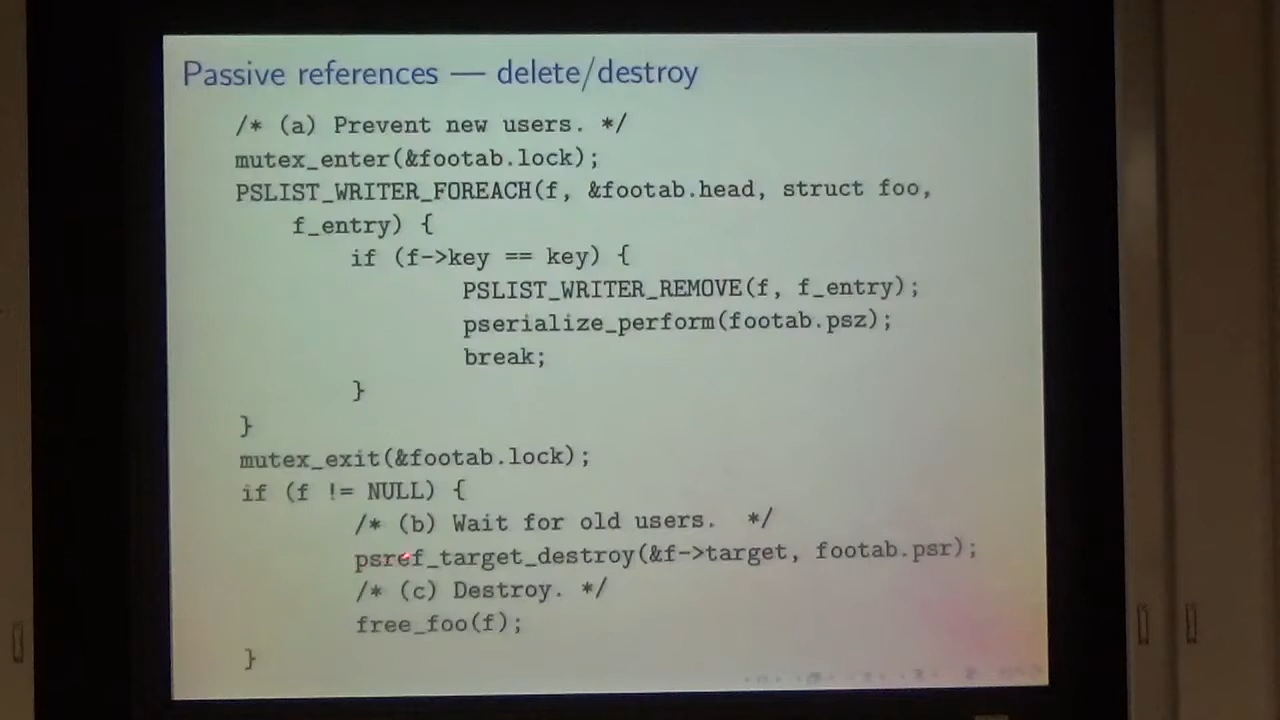 Passive references — delete/destroy
/* (a) Prevent new users. */
mutex_enter(&footab.lock);
PSLIST_WRITER_FOREACH(f, &footab.head, struct foo,
f_entry) {
if (f->key == key) {
PSLIST_WRITER_REMOVE(f, f_entry);
pserialize_perform(footab.psz);
break;
}
}
mutex_exit(&footab.lock);
if (f != NULL) {
/* (b) Wait for old users. */
psref_target_destroy(&f->target, footab.psr);
/* (c) Destroy. */
free_foo(f);
}